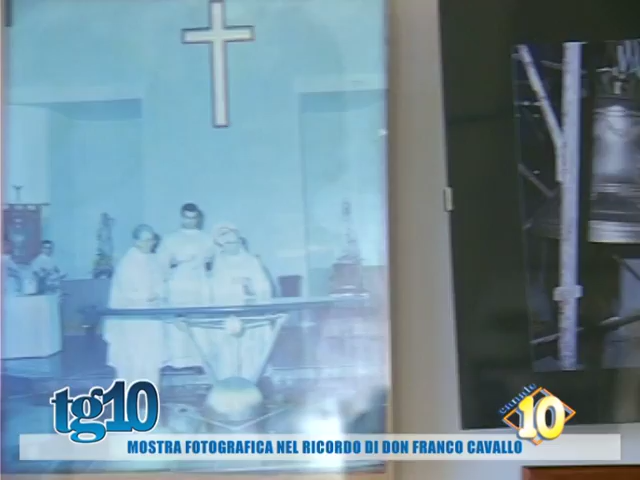 tg10
canale 10
MOSTRA FOTOGRAFICA NEL RICORDO DI DON FRANCO CAVALLO